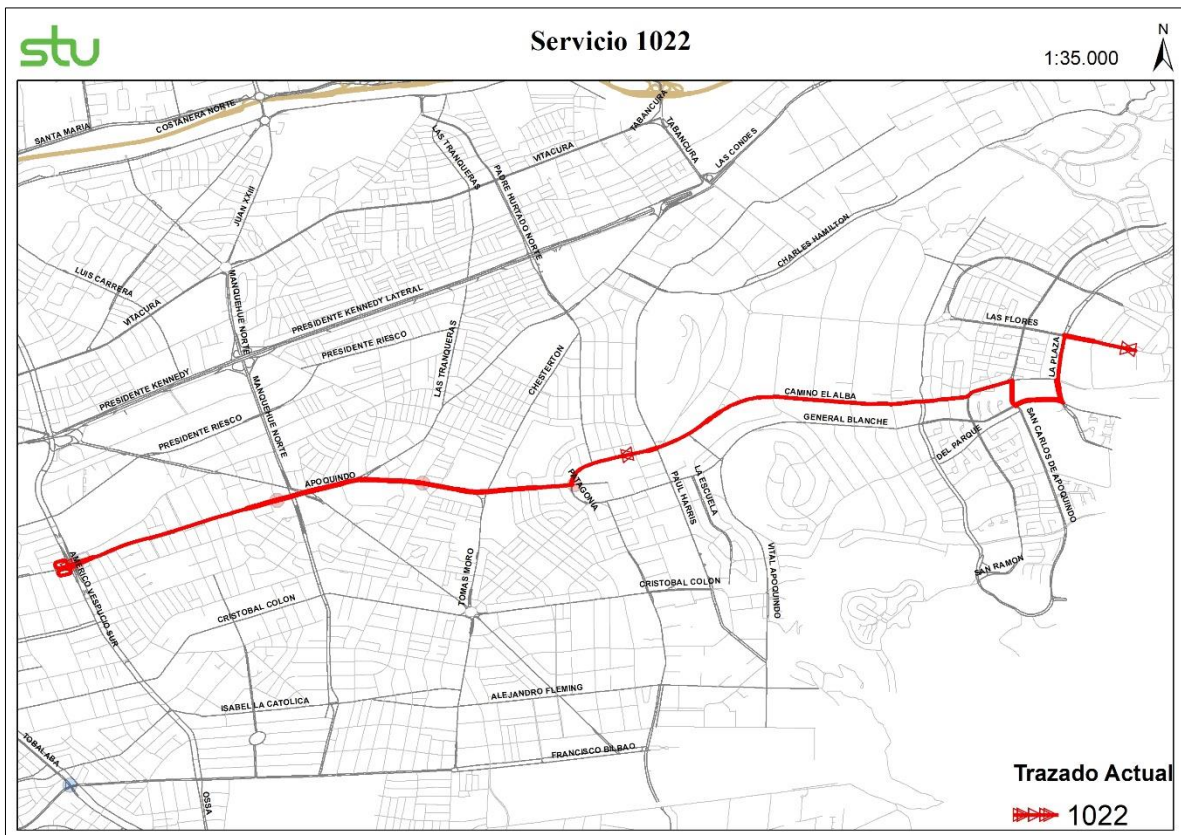 stu
Servicio 1022
1:35.000
N
SANTA MARIA
COSTANERA NORTE
LAS TRANQUERAS
VITACURA
TABANCURA
TABANCURA
LAS CONDES
PADRE HURTADO NORTE
JUAN XXIII
CHARLES HAMILTON
LUIS CARRERA
VITACURA
MANQUEHUE NORTE
PRESIDENTE KENNEDY LATERAL
PRESIDENTE RIESCO
LAS TRANQUERAS
LAS FLORES
LA PLAZA
CHESTERTON
PRESIDENTE KENNEDY
MANQUEHUE NORTE
CAMINO EL ALBA
GENERAL BLANCHE
PRESIDENTE RIESCO
DEL PARQUE
SAN CARLOS DE APOQUINDO
APOQUINDO
PATAGONIA
PAUL HARRIS
LA ESCUELA
AMÉRICO VESPUCIO SUR
TOMAS MORO
VITAL APOQUINDO
SAN RAMON
CRISTOBAL COLON
CRISTOBAL COLON
ISABEL LA CATOLICA
ALEJANDRO FLEMING
FRANCISCO BILBAO
TOBALABA
OSSA
Trazado Actual
1022